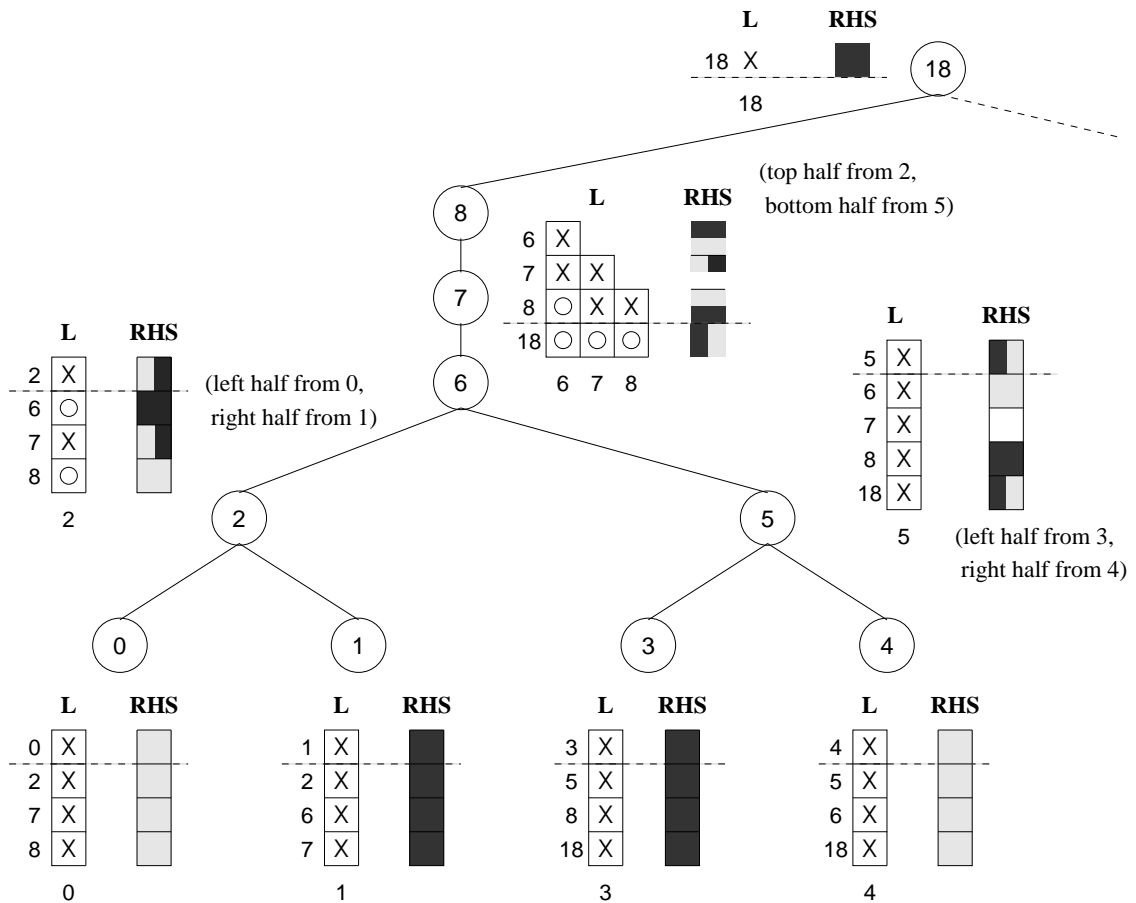 L RHS
18 X 18
18
(top half from 2,
bottom half from 5)
8 L RHS
6 X
7 X X
7
8 O X X
18 O O O
6 7 8
6
L RHS
2 X
6 O
7 X
8 O
2
(left half from 0,
right half from 1)
L RHS
5 X
6 X
7 X
8 X
18 X
5
(left half from 3,
right half from 4)
2 5
0 1 3 4
L RHS L RHS L RHS L RHS
0 X 1 X 3 X 4 X
2 X 2 X 5 X 5 X
7 X 6 X 8 X 6 X
8 X 7 X 18 X 18 X
0 1 3 4